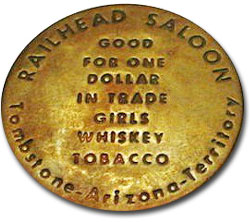 RAILHEAD SALOON
GOOD
FOR ONE
DOLLAR
IN TRADE
GIRLS
WHISKEY
TOBACCO
Tombstone-Arizona-Territory